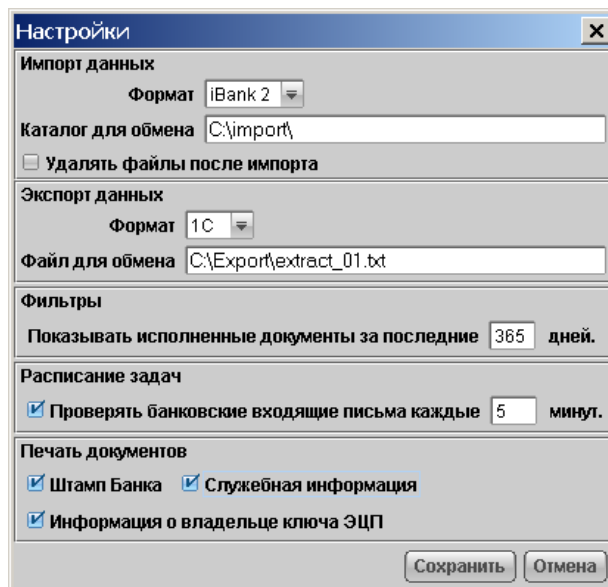 Настройки
Импорт данных
Формат iBank 2
Каталог для обмена C:\import\
Удалять файлы после импорта
Экспорт данных
Формат 1C
Файл для обмена C:\Export\extract_01.txt
Фильтры
Показывать исполненные документы за последние 365 дней.
Расписание задач
Проверять банковские входящие письма каждые 5 минут.
Печать документов
Штамп Банка Служебная информация
Информация о владельце ключа ЭЦП
Сохранить Отмена